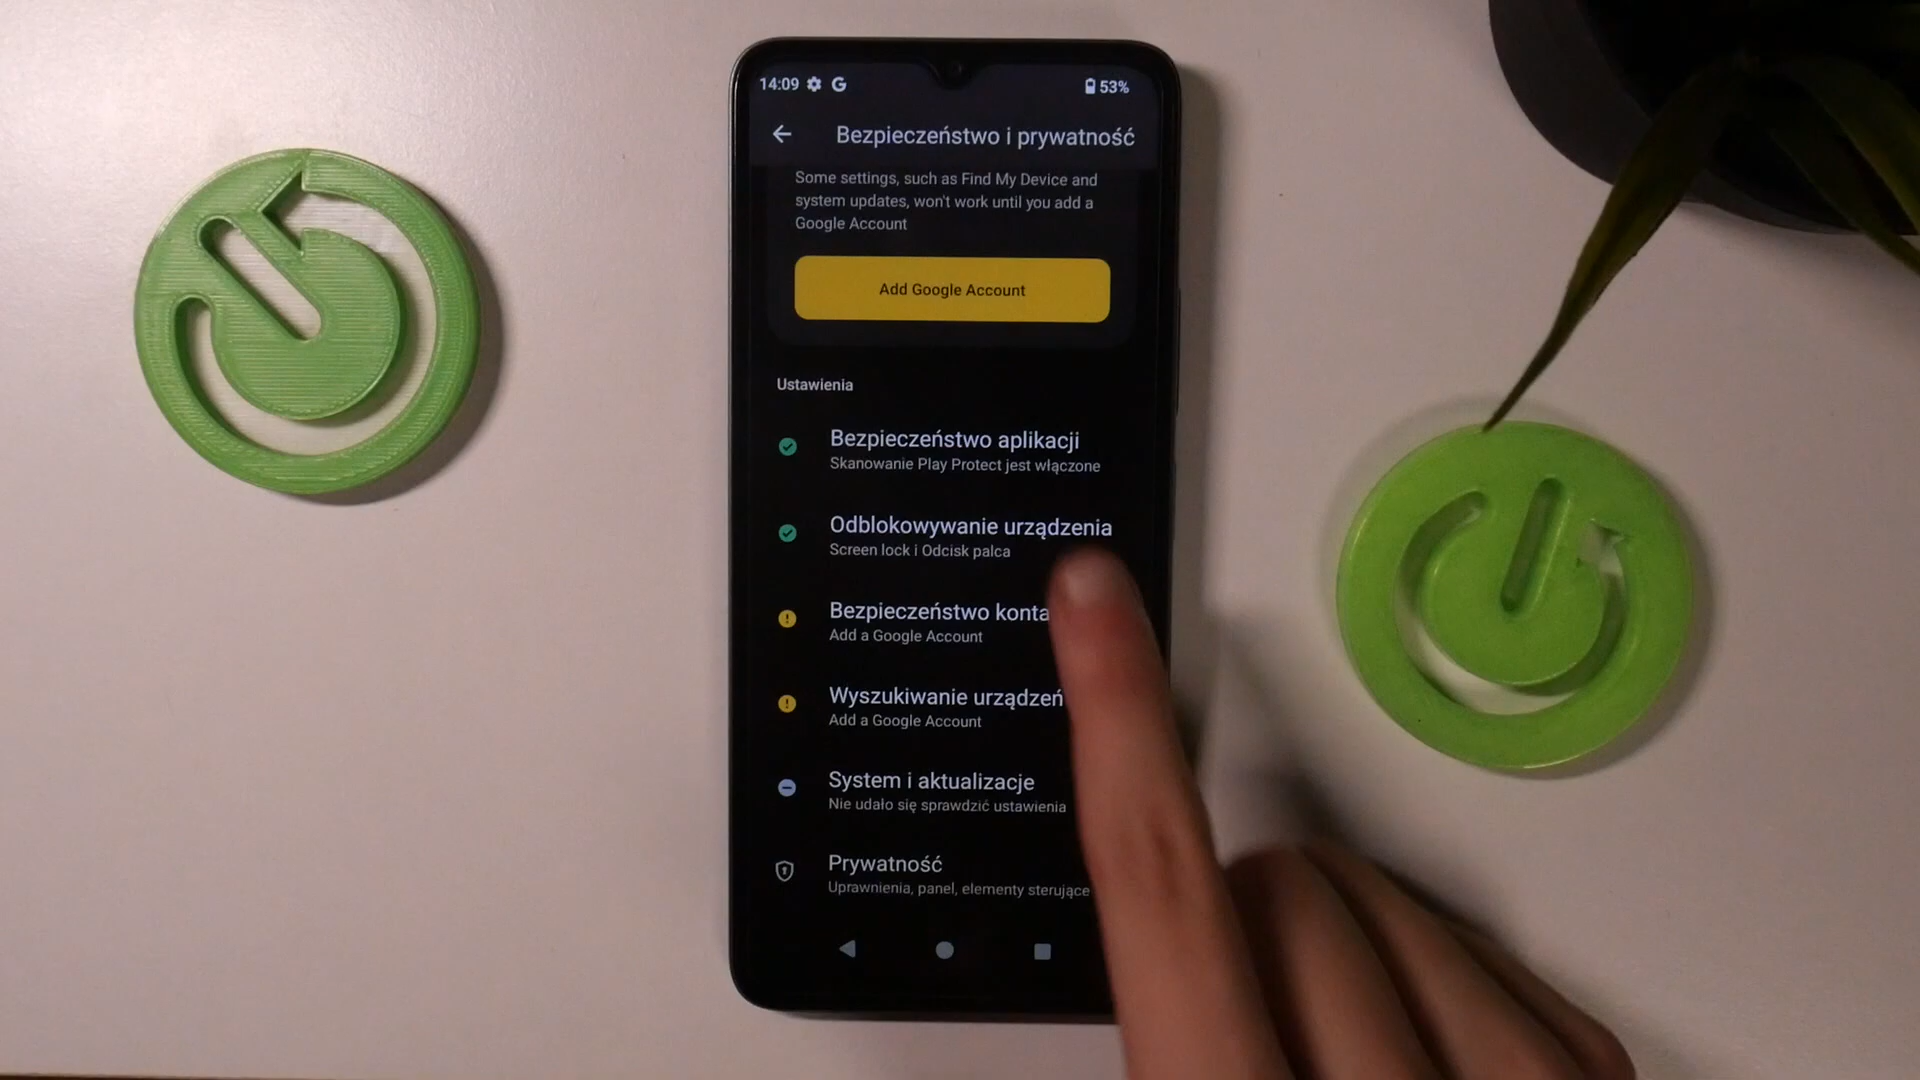 14:09 G 53%
Bezpieczeństwo i prywatność
Some settings, such as Find My Device and
system updates, won't work until you add a
Google Account
Add Google Account
Ustawienia
Bezpieczeństwo aplikacji
Skanowanie Play Protect jest włączone
Odblokowywanie urządzenia
Screen lock i Odcisk palca
Bezpieczeństwo konta
Add a Google Account
Wyszukiwanie urządzeń
Add a Google Account
System i aktualizacje
Nie udało się sprawdzić ustawienia
Prywatność
Uprawnienia, panel, elementy sterujące